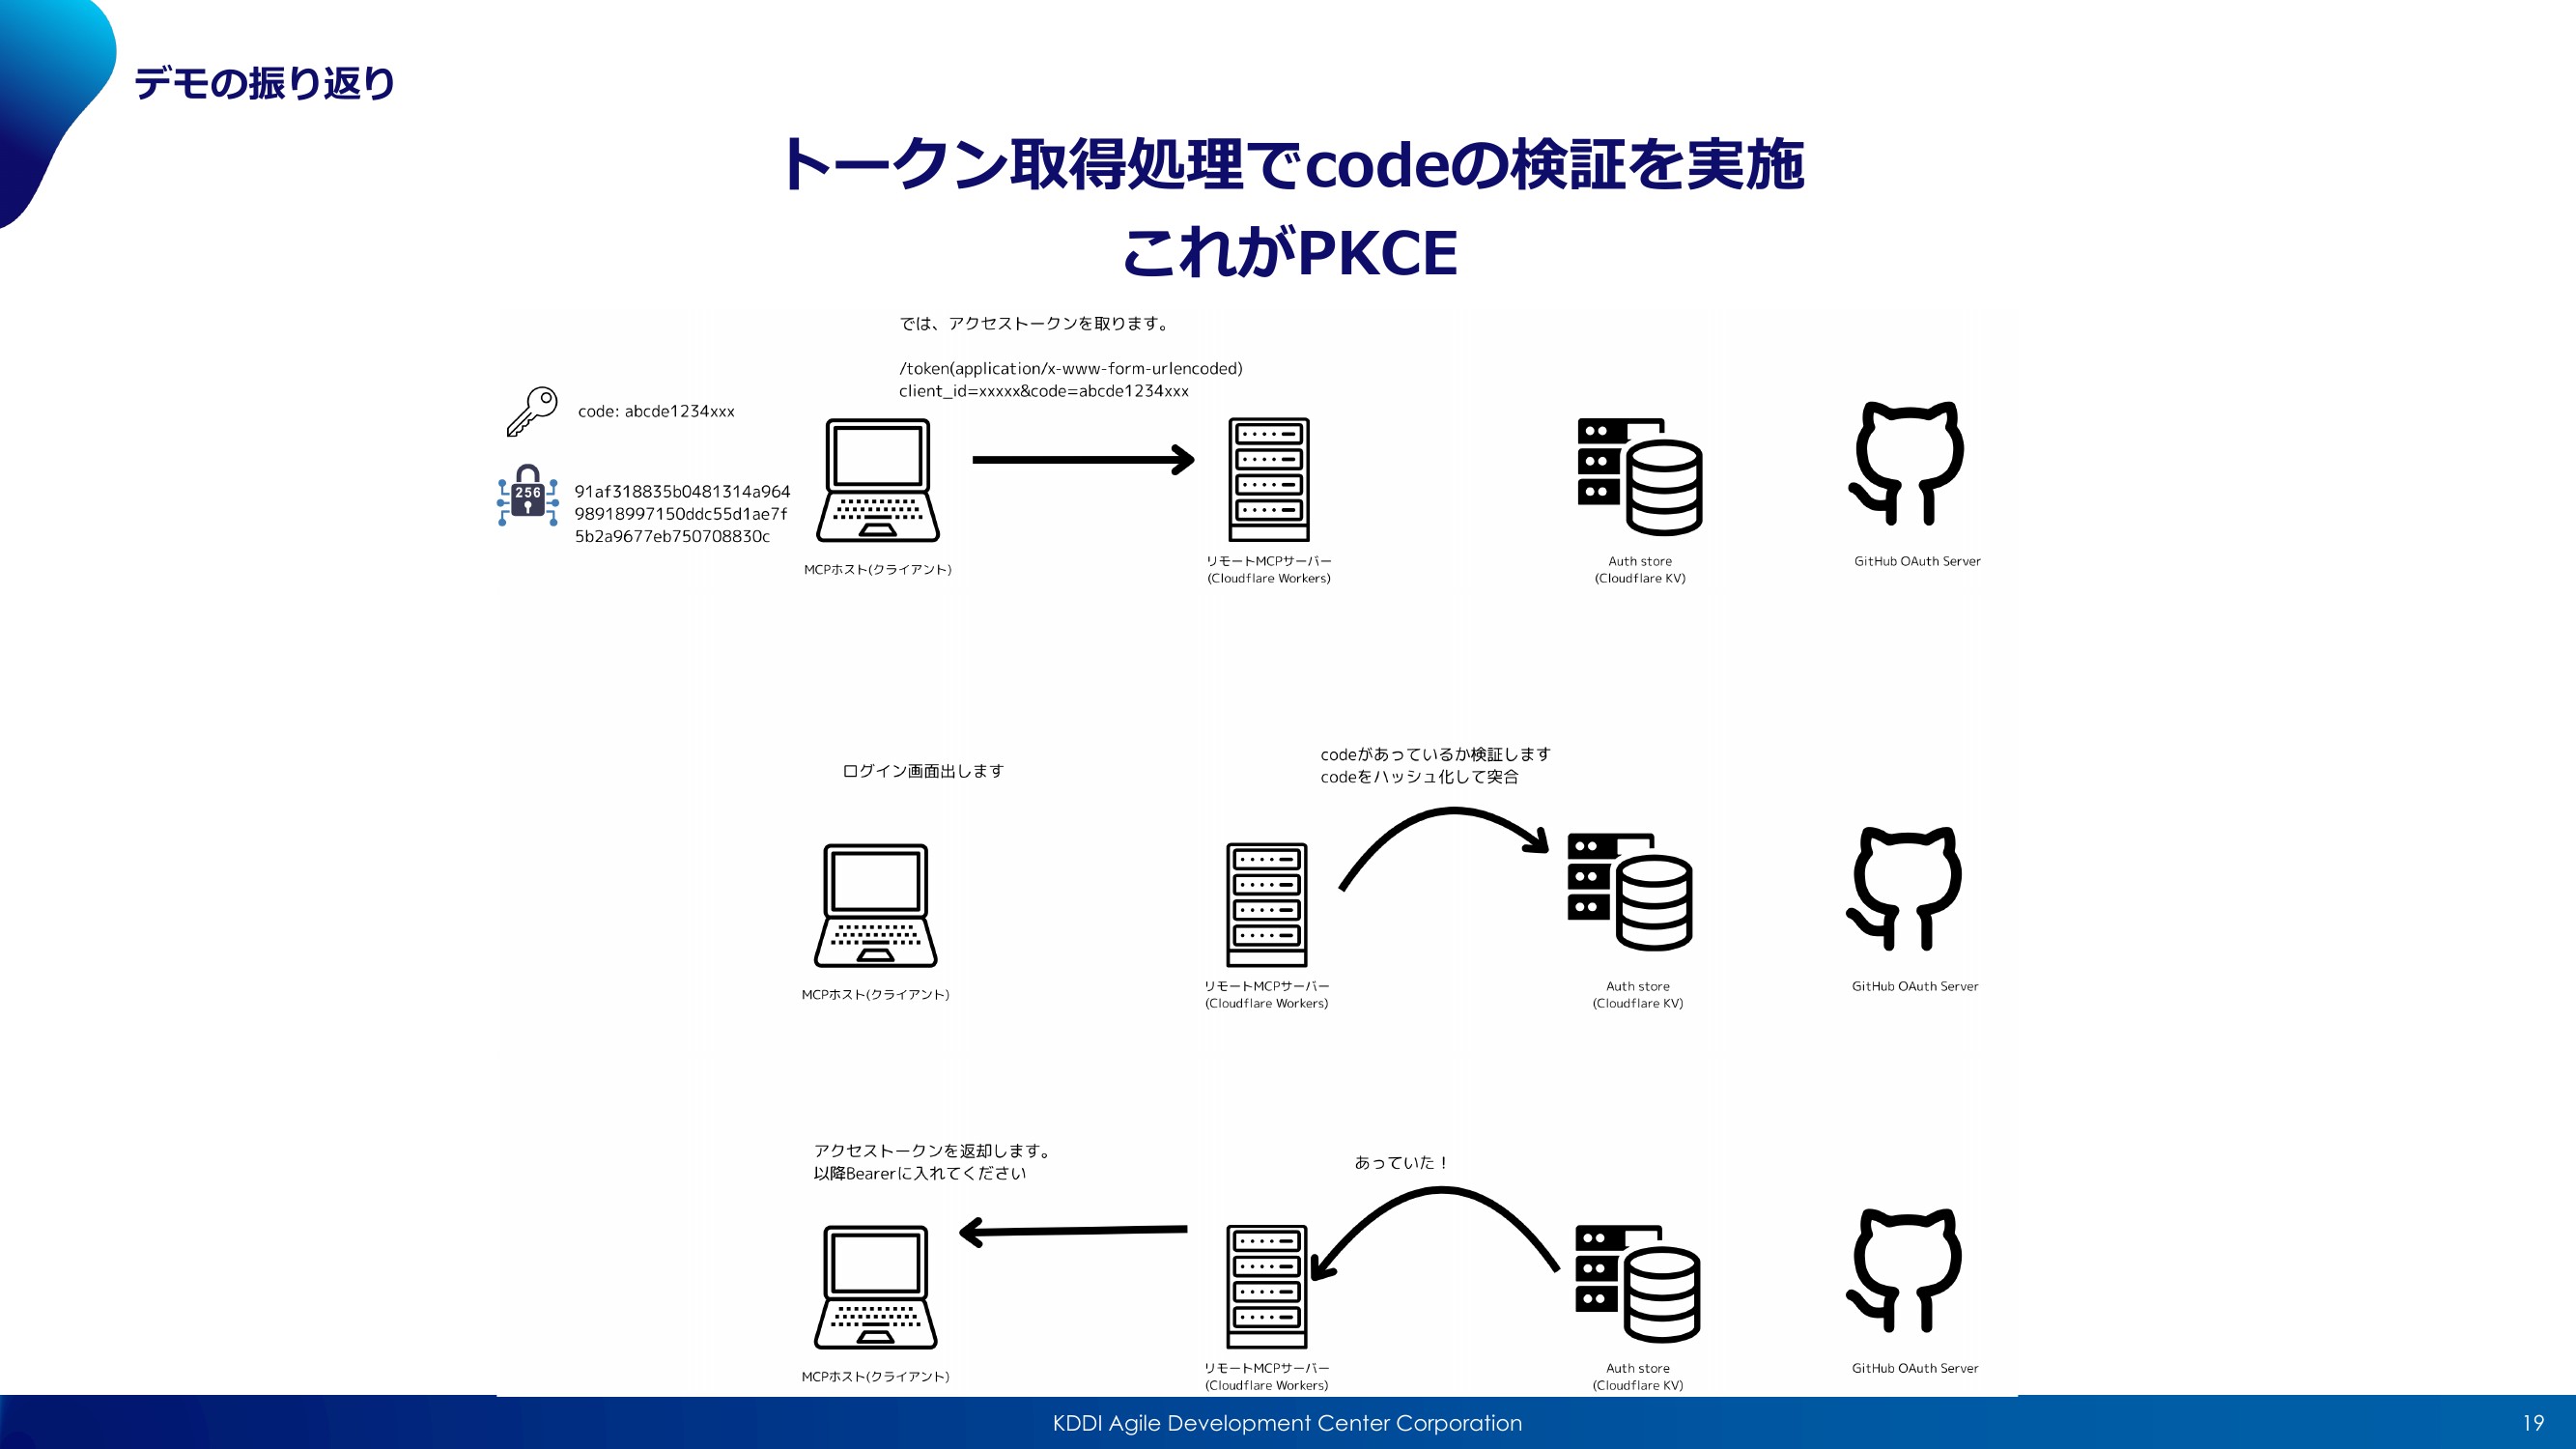 デモの振り返り
トークン取得処理でcodeの検証を実施
これがPKCE
では、アクセストークンを取ります。
/token(application/x-www-form-urlencoded)
client_id=xxxxx&code=abcde1234xxx
code: abcde1234xxx
256
91af318835b0481314a964
98918997150ddc55d1ae7f
5b2a9677eb750708830c
MCPホスト(クライアント)
リモートMCPサーバー
(Cloudflare Workers)
Auth store
(Cloudflare KV)
GitHub OAuth Server
ログイン画面出します
codeがあっているか検証します
codeをハッシュ化して突合
MCPホスト(クライアント)
リモートMCPサーバー
(Cloudflare Workers)
Auth store
(Cloudflare KV)
GitHub OAuth Server
アクセストークンを返却します。
以降Bearerに入れてください
あっていた！
MCPホスト(クライアント)
リモートMCPサーバー
(Cloudflare Workers)
Auth store
(Cloudflare KV)
GitHub OAuth Server
KDDI Agile Development Center Corporation
19